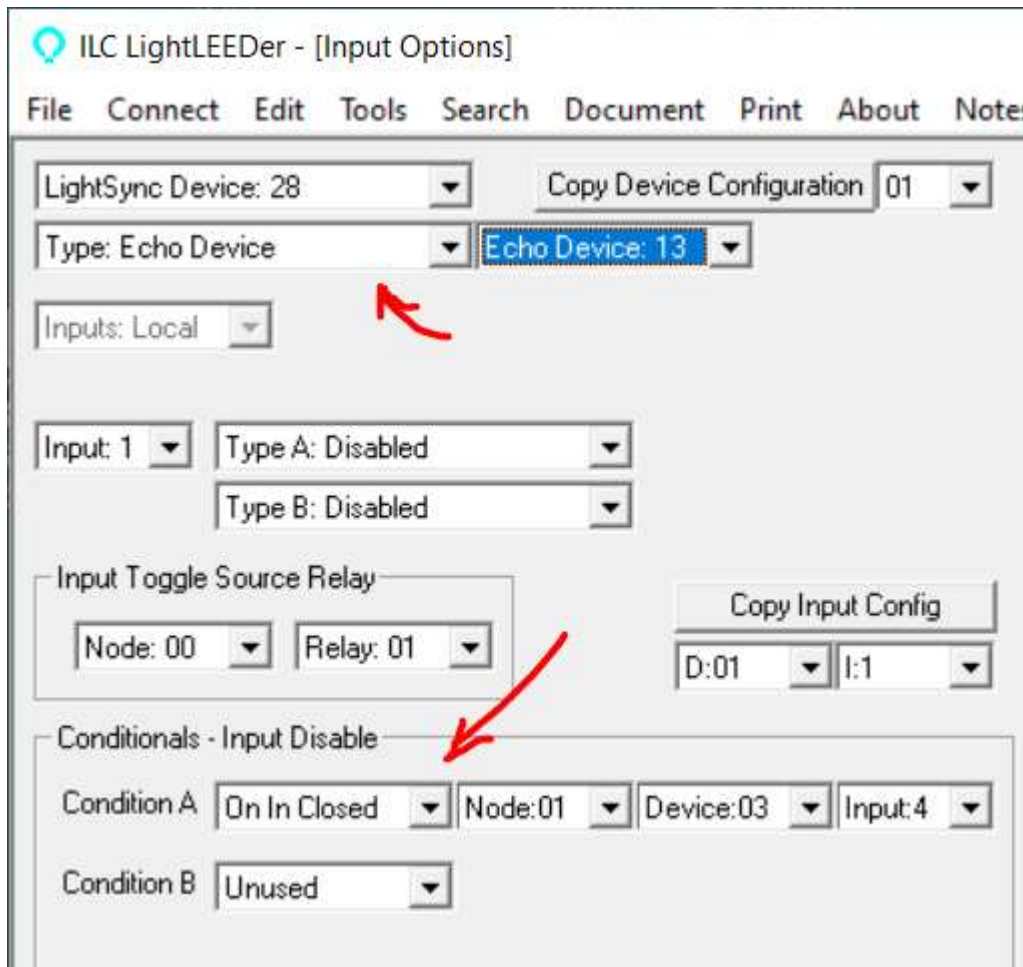 ILC LightLEEDer - [Input Options]
File Connect Edit Tools Search Document Print About Notes
LightSync Device: 28 Copy Device Configuration 01
Type: Echo Device Echo Device: 13
Inputs: Local
Input: 1 Type A: Disabled
Type B: Disabled
Input Toggle Source Relay
Copy Input Config
Node: 00 Relay: 01
D:01 I:1
Conditionals - Input Disable
Condition A On In Closed Node:01 Device:03 Input:4
Condition B Unused